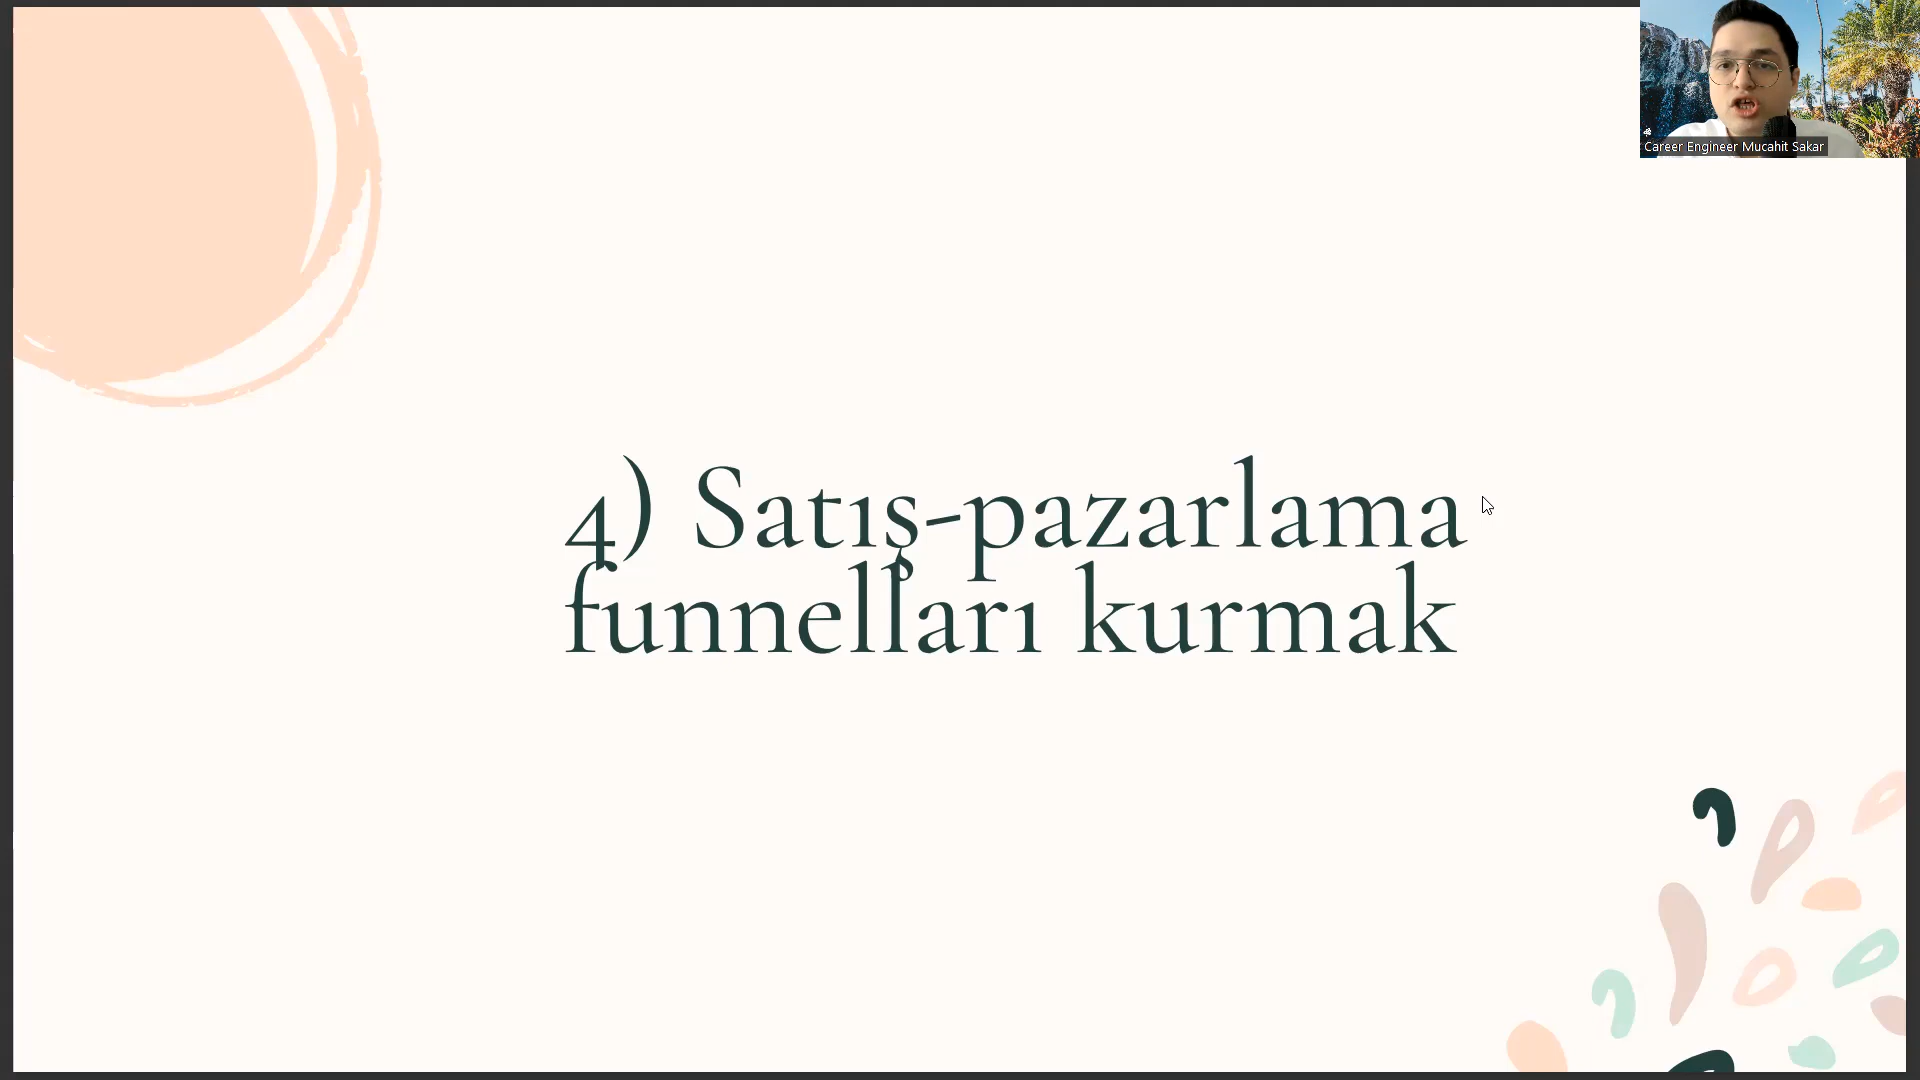 Career Engineer Mucahit Sakar
4) Satış-pazarlama
funnelları kurmak